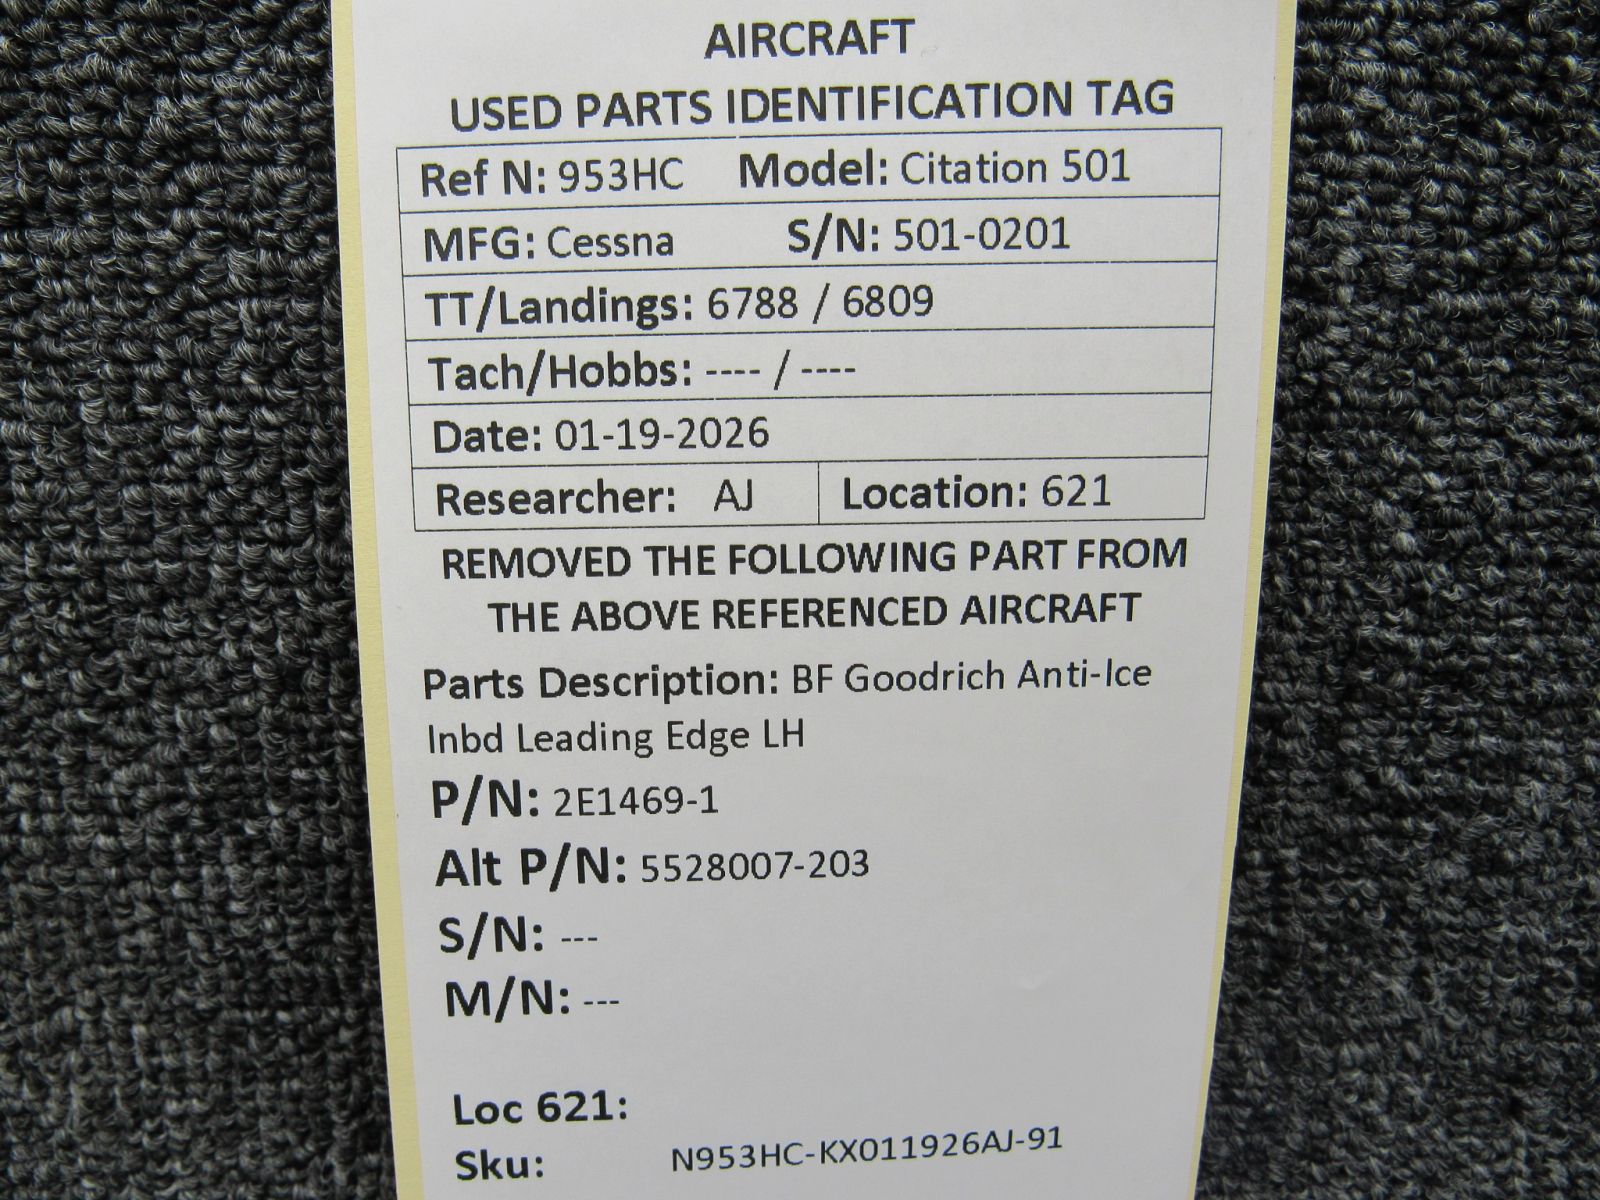 AIRCRAFT
USED PARTS IDENTIFICATION TAG
Ref N: 953HC Model: Citation 501
MFG: Cessna S/N: 501-0201
TT/Landings: 6788 / 6809
Tach/Hobbs: ---- / ----
Date: 01-19-2026
Researcher: AJ Location: 621
REMOVED THE FOLLOWING PART FROM
THE ABOVE REFERENCED AIRCRAFT
Parts Description: BF Goodrich Anti-Ice
Inbd Leading Edge LH
P/N: 2E1469-1
Alt P/N: 5528007-203
S/N: ---
M/N: ---
Loc 621:
Sku: N953HC-KX011926AJ-91